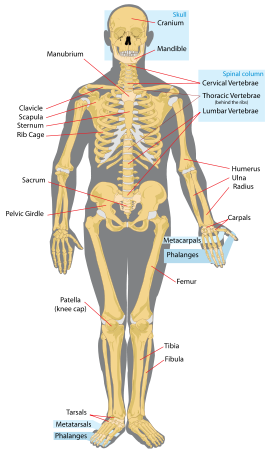 Skull
Cranium
Mandible
Manubrium
Spinal column
Cervical Vertebrae
Thoracic Vertebrae
(behind the ribs)
Lumbar Vertebrae
Clavicle
Scapula
Sternum
Rib Cage
Humerus
Ulna
Radius
Sacrum
Pelvic Girdle
Carpals
Metacarpals
Phalanges
Femur
Patella
(knee cap)
Tibia
Fibula
Tarsals
Metatarsals
Phalanges